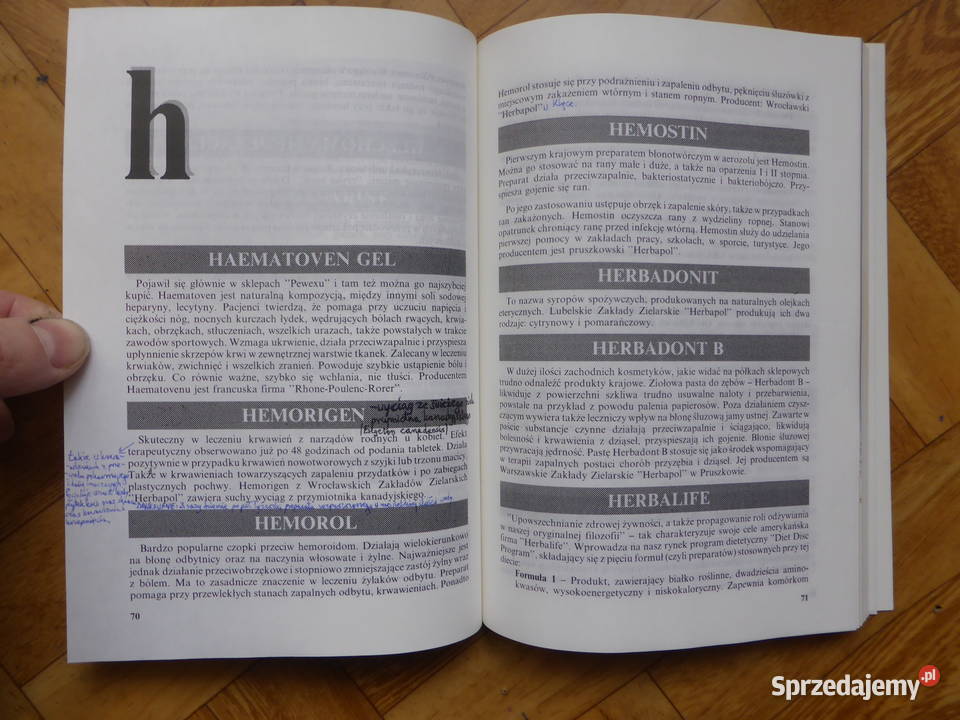 h
HAEMATOVEN GEL
Pojawił się głównie w sklepach "Pewexu" i tam też można go najszybciej
kupić. Haematoven jest naturalną kompozycją, między innymi soli sodowej
heparyny, lecytyny. Pacjenci twierdzą, że pomaga przy uczuciu napięcia i
ciężkości nóg, nocnych kurczach łydek, wędrujących bólach rwących, krwia-
kach, obrzękach, stłuczeniach, wszelkich urazach, także powstałych w trakcie
zawodów sportowych. Wzmaga ukrwienie, działa przeciwzapalnie i przyspiesza
upłynnienie skrzepów krwi w zewnętrznej warstwie tkanek. Zalecany w leczeniu
krwiaków, zwichnięć i wszelkich zranień. Powoduje szybkie ustąpienie bólu i
obrzęku. Co równie ważne, szybko się wchłania, nie tłuści. Producentem
Haematovenu jest francuska firma "Rhone-Poulenc-Rorer".
HEMORIGEN
- wyciąg ze
przymiotna
Skuteczny w leczeniu krwawień z narządów rodnych u kobiet. Efekt
terapeutyczny obserwowano już po 48 godzinach od podania tabletek. Działa
pozytywnie w przypadku krwawień nowotworowych z szyjki lub trzonu macicy.
Także w krwawieniach towarzyszących zapaleniu przydatków i po zabiegach
plastycznych pochwy. Hemorigen z Wrocławskich Zakładów Zielarskich
"Herbapol" zawiera suchy wyciąg z przymiotnika kanadyjskiego.
HEMOROL
Bardzo popularne czopki przeciw hemoroidom. Działają wielokierunkowo
na błonę odbytnicy oraz na naczynia włosowate i żylne. Najważniejsze jest
jednak działanie przeciwobrzękowe i stopniowo zmniejszające zastój żylny wraz
z bólem. Ma to zasadnicze znaczenie w leczeniu żylaków odbytu. Preparat
pomaga przy przewlekłych stanach zapalnych odbytu, krwawieniach. Ponadto
70
Hemorol stosuje się przy podrażnieniu i zapaleniu odbytu, pęknięciu śluzówki z
miejscowym zakażeniem wtórnym i stanem ropnym. Producent: Wrocławski
"Herbapol"
HEMOSTIN
Pierwszym krajowym preparatem błonotwórczym w aerozolu jest Hemostin.
Można go stosować na rany małe i duże, a także na oparzenia I i II stopnia.
Preparat działa przeciwzapalnie, bakteriostatycznie i bakteriobójczo. Przy-
spiesza gojenie się ran.
Po jego zastosowaniu ustępuje obrzęk i zapalenie skóry, także w przypadkach
ran zakażonych. Hemostin oczyszcza rany z wydzieliny ropnej. Stanowi
opatrunek chroniący ranę przed infekcję wtórną. Hemostin służy do udzielania
pierwszej pomocy w zakładach pracy, szkołach, w sporcie, turystyce. Jego
producentem jest pruszkowski "Herbapol".
HERBADONIT
To nazwa syropów spożywczych, produkowanych na naturalnych olejkach
eterycznych. Lubelskie Zakłady Zielarskie "Herbapol" produkują ich dwa
rodzaje: cytrynowy i pomarańczowy.
HERBADONT B
W dużej ilości zachodnich kosmetyków, jakie widać na półkach sklepowych
trudno odnaleźć produkty krajowe. Ziołowa pasta do zębów – Herbadont B –
likwiduje z powierzchni szkliwa trudno usuwalne naloty i przebarwienia,
powstałe na przykład z powodu palenia papierosów. Poza działaniem czysz-
czącym wywiera także leczniczy wpływ na błonę śluzową jamy ustnej. Zawarte w
poście substancje czynne działają przeciwzapalnie i ściągająco, likwidują
bolesność i krwawienia z dziąseł, przyspieszają ich gojenie. Błonie śluzowej
przywracają jędrność. Pastę Herbadont B stosuje się jako środek wspomagający
w terapii zapalnych postaci chorób przyzębia i dziąseł. Jej producentem są
Warszawskie Zakłady Zielarskie "Herbapol" w Pruszkowie.
HERBALIFE
"Upowszechnianie zdrowej żywności, a także propagowanie roli odżywiania
w naszej oryginalnej filozofii" – tak charakteryzuje swoje cele amerykańska
firma "Herbalife". Wprowadza na nasz rynek program dietetyczny "Diet Disc
Program", składający się z pięciu formuł (czyli preparatów) stosowanych przy tej
diecie:
Formuła 1 – Produkt, zawierający białko roślinne, dwadzieścia amino-
kwasów, wysokoenergetyczny i niskokaloryczny. Zapewnia komórkom
71
Sprzedajemy.pl